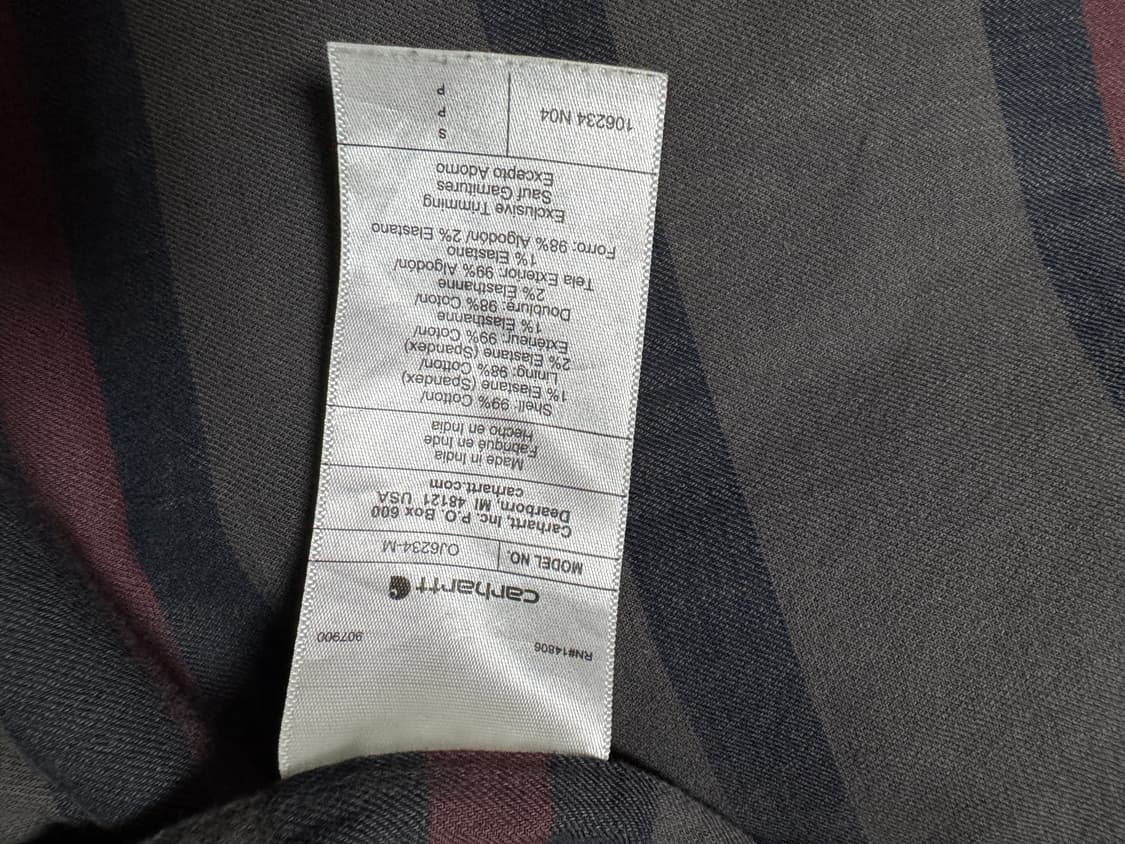 RN#14806 907900
carhartt
MODEL NO. OJ6234-M
Carhartt, Inc. P.O. Box 600
Dearborn, MI 48121 USA
carhartt.com
Made in India
Fabriqué en Inde
Hecho en India
Shell: 99% Cotton/
1% Elastane (Spandex)
Lining: 98% Cotton/
2% Elastane (Spandex)
Extérieur: 99% Coton/
1% Elasthanne
Doublure: 98% Coton/
2% Elasthanne
Tela Exterior: 99% Algodón/
1% Elastano
Forro: 98% Algodón/ 2% Elastano
Exclusive Trimming
Sauf Garnitures
Excepto Adorno
106234 N04
S
P
P